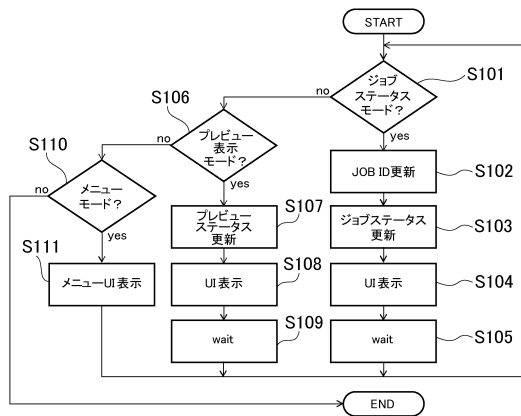 START
ジョブ
ステータス
モード?
S101
no
yes
S106
プレビュー
表示
モード?
no
yes
S110
メニュー
モード?
no
yes
JOB ID更新
S102
プレビュー
ステータス
更新
S107
ジョブステータス
更新
S103
S111
メニューUI表示
UI表示
S108
UI表示
S104
wait
S109
wait
S105
END